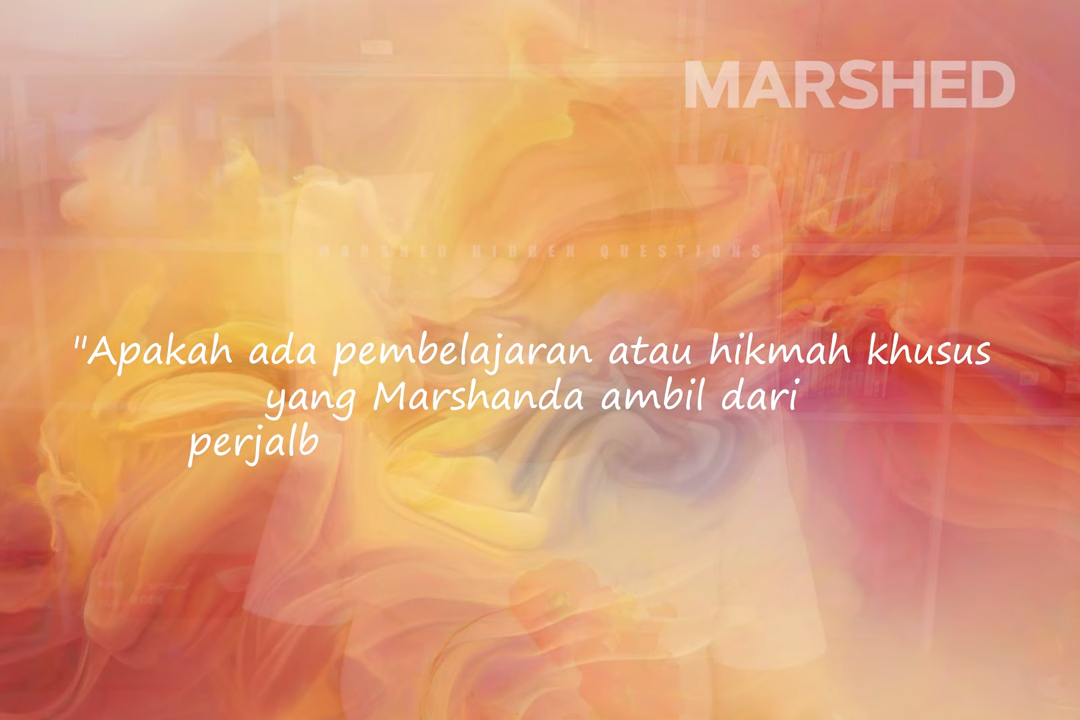 MARSHED
MARSHED HIDDEN QUESTIONS
"Apakah ada pembelajaran atau hikmah khusus
yang Marshanda ambil dari
perjalb